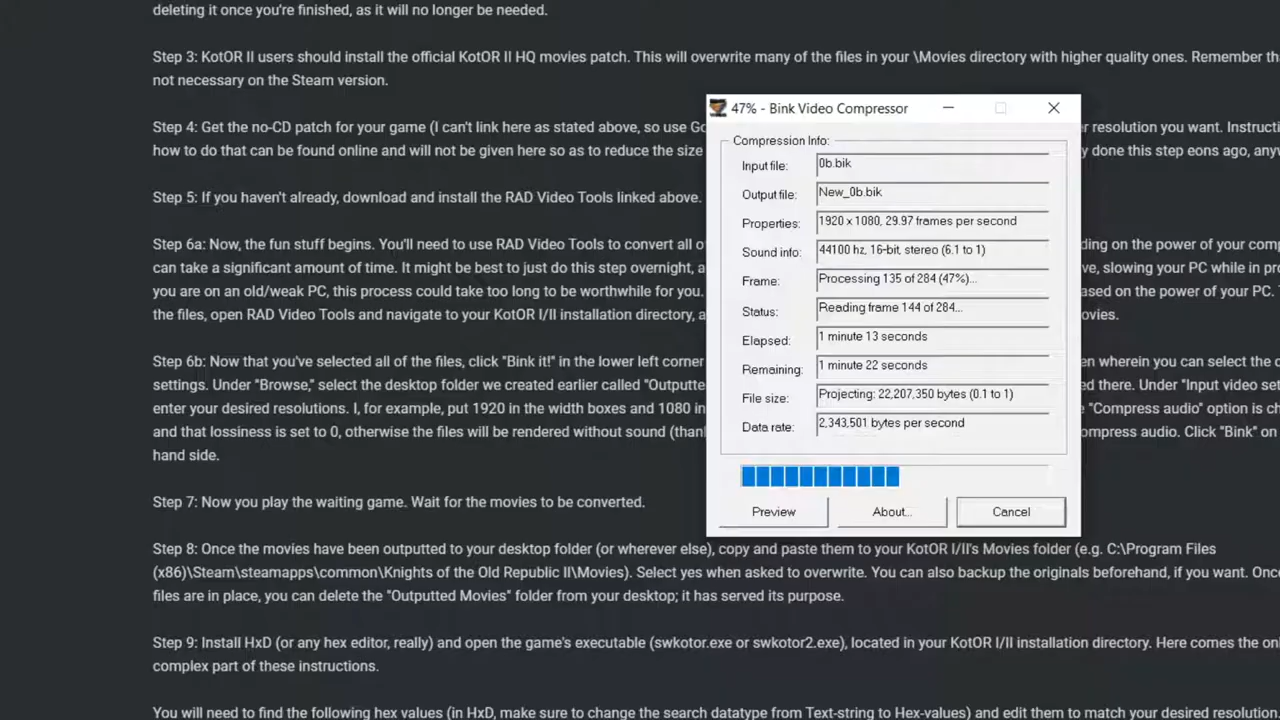 deleting it once you're finished, as it will no longer be needed.
Step 3: KotOR II users should install the official KotOR II HQ movies patch. This will overwrite many of the files in your \Movies directory with higher quality ones. Remember
not necessary on the Steam version.
Step 4: Get the no-CD patch for your game (I can't link here as stated above, so use
er resolution you want.
how to do that can be found online and will not be given here so as to reduce the size
y done this step eons ago,
Step 5: If you haven't already, download and install the RAD Video Tools linked above.
Step 6a: Now, the fun stuff begins. You'll need to use RAD Video Tools to convert all
ding on the power of your
can take a significant amount of time. It might be best to just do this step overnight,
ve, slowing your PC while in
you are on an old/weak PC, this process could take too long to be worthwhile for you.
ased on the power of your PC.
the files, open RAD Video Tools and navigate to your KotOR I/II installation directory,
ovies.
Step 6b: Now that you've selected all of the files, click "Bink it!" in the lower left corner
en wherein you can select the
settings. Under "Browse," select the desktop folder we created earlier called
ed there. Under "Input video
enter your desired resolutions. I, for example, put 1920 in the width boxes and 1080 in
"Compress audio" option is
and that lossiness is set to 0, otherwise the files will be rendered without sound
ompress audio. Click "Bink" on
hand side.
Step 7: Now you play the waiting game. Wait for the movies to be converted.
Step 8: Once the movies have been outputted to your desktop folder (or wherever else), copy and paste them to your KotOR I/II's Movies folder (e.g. C:\Program Files
(x86)\Steam\steamapps\common\Knights of the Old Republic II\Movies). Select yes when asked to overwrite. You can also backup the originals beforehand, if you want.
files are in place, you can delete the "Outputted Movies" folder from your desktop; it has served its purpose.
Step 9: Install HxD (or any hex editor, really) and open the game's executable (swkotor.exe or swkotor2.exe), located in your KotOR I/II installation directory. Here comes the
complex part of these instructions.
You will need to find the following hex values (in HxD, make sure to change the search datatype from Text-string to Hex-values) and edit them to match your desired resolution
47% - Bink Video Compressor
Compression Info:
Input file: 0b.bik
Output file: New_0b.bik
Properties: 1920 x 1080, 29.97 frames per second
Sound info: 44100 hz, 16-bit, stereo (6.1 to 1)
Frame: Processing 135 of 284 (47%)...
Status: Reading frame 144 of 284...
Elapsed: 1 minute 13 seconds
Remaining: 1 minute 22 seconds
File size: Projecting: 22,207,350 bytes (0.1 to 1)
Data rate: 2,343,501 bytes per second
Preview
About...
Cancel